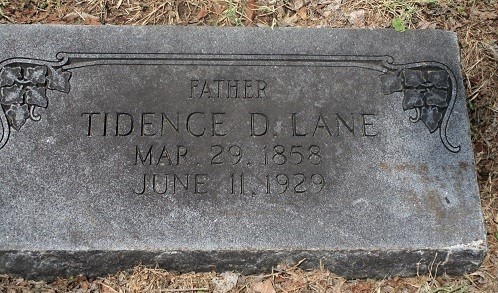 FATHER
TIDENCE D. LANE
MAR. 29, 1858
JUNE 11, 1929